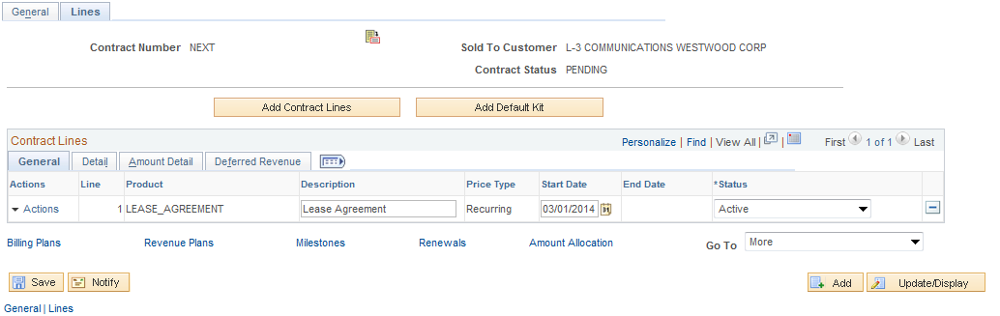 General Lines
Contract Number NEXT Sold To Customer L-3 COMMUNICATIONS WESTWOOD CORP
Contract Status PENDING
Add Contract Lines Add Default Kit
Contract Lines Personalize | Find | View All | | First 1 of 1 Last
General Detail Amount Detail Deferred Revenue
Actions Line Product Description Price Type Start Date End Date *Status
Actions 1 LEASE_AGREEMENT Lease Agreement Recurring 03/01/2014 31 Active
Billing Plans Revenue Plans Milestones Renewals Amount Allocation Go To More
Save Notify Add Update/Display
General | Lines